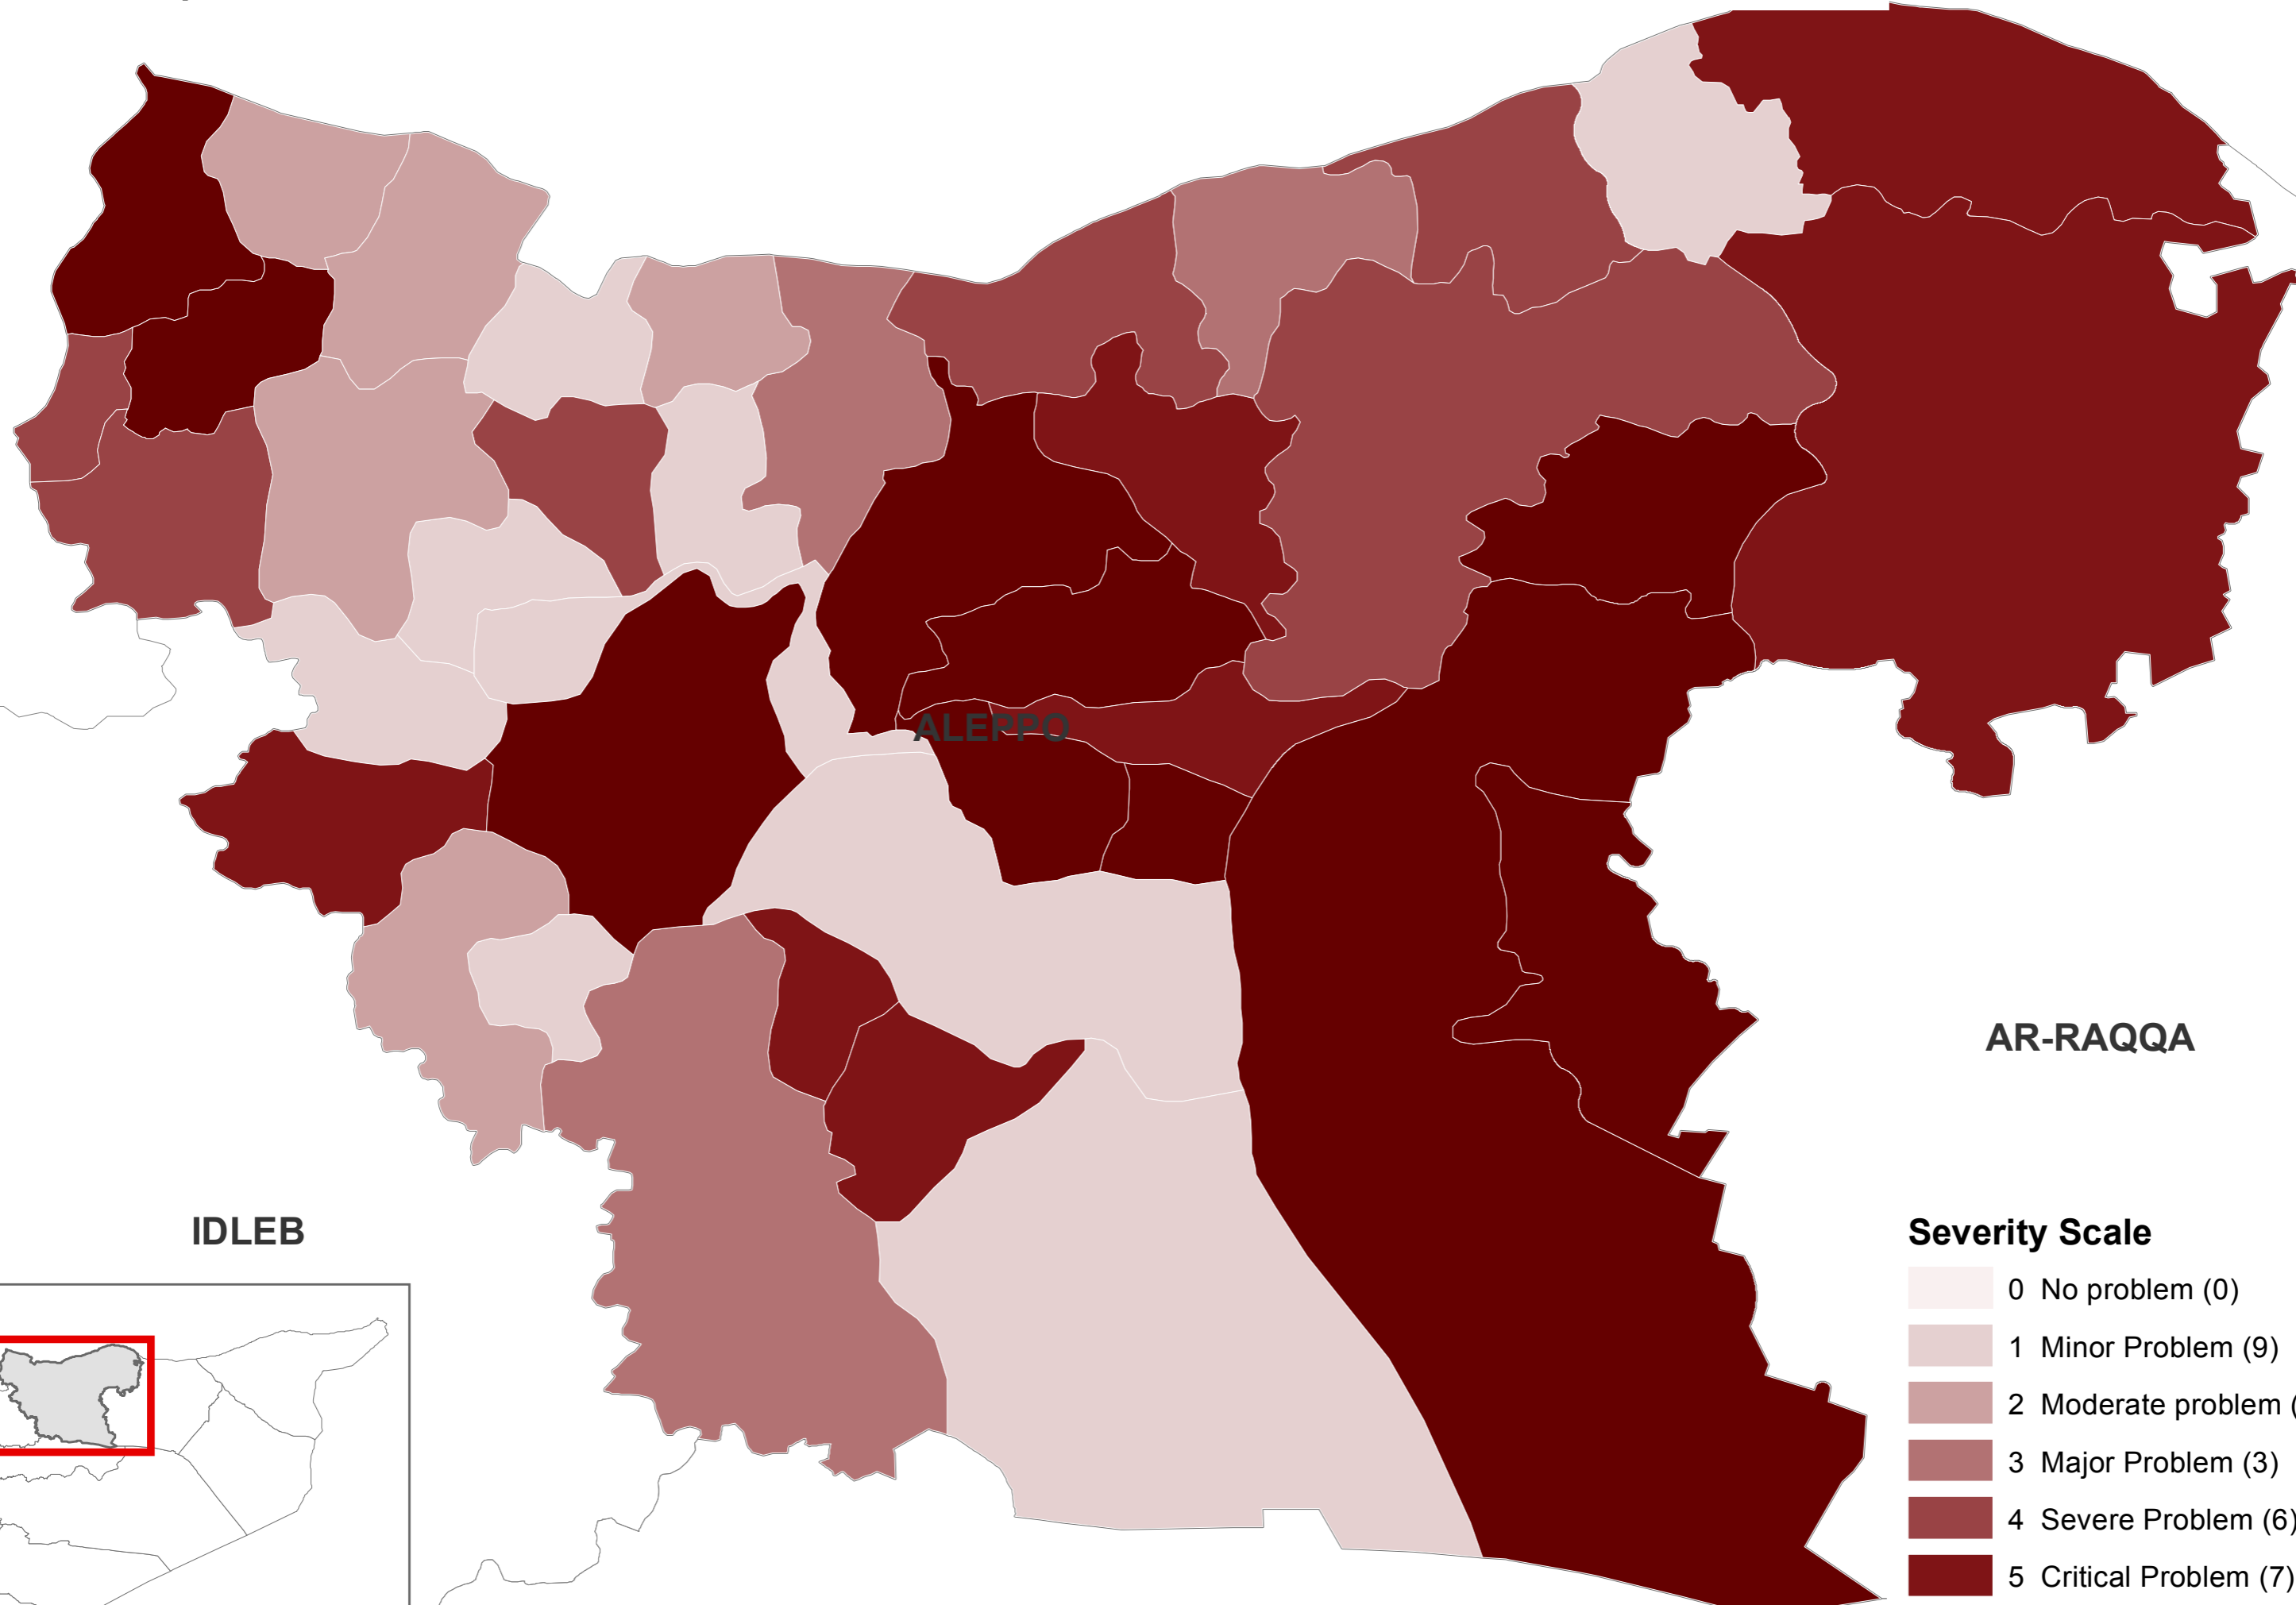 ALEPPO
AR-RAQQA
IDLEB
Severity Scale
0 No problem (0)
1 Minor Problem (9)
2 Moderate problem (
3 Major Problem (3)
4 Severe Problem (6)
5 Critical Problem (7)